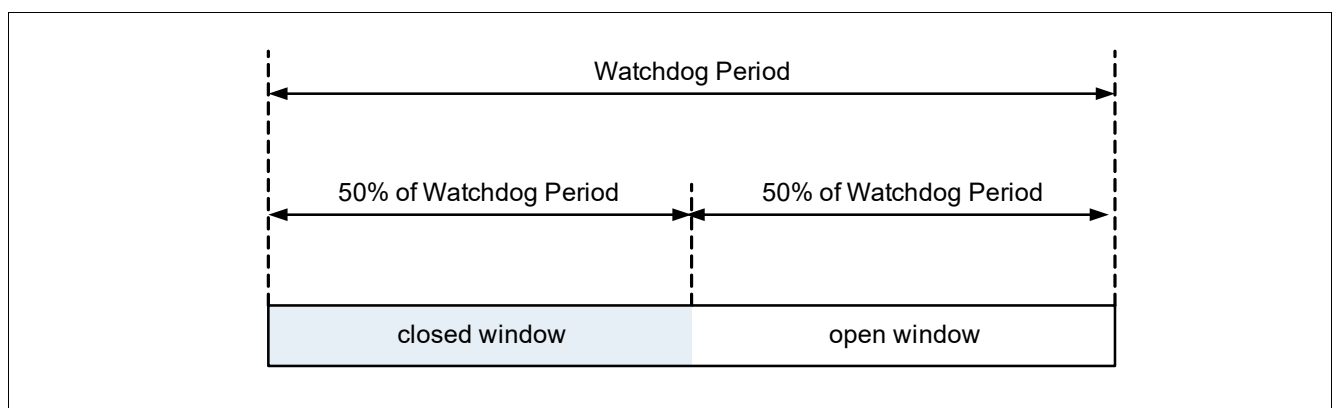 Watchdog Period
50% of Watchdog Period
50% of Watchdog Period
closed window
open window